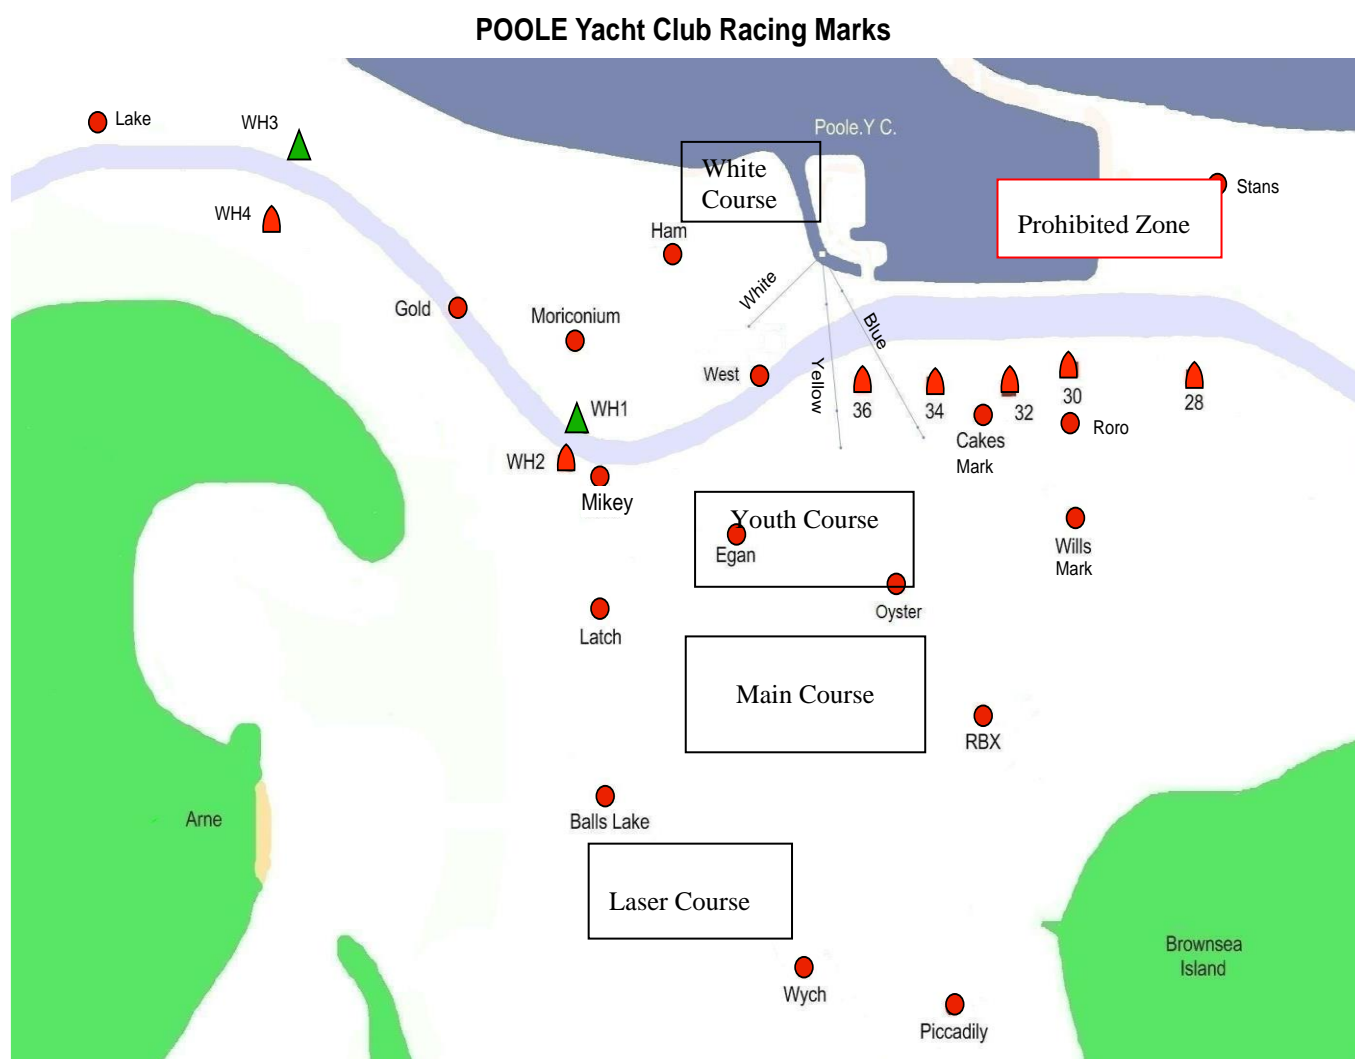 POOLE Yacht Club Racing Marks
Lake
WH3
Poole.Y C.
White
Course
Stans
WH4
Prohibited Zone
Ham
White
Gold
Moriconium
Blue
West
Yellow
36
34
32
30
28
WH1
Cakes
Mark
Roro
WH2
Mikey
Youth Course
Egan
Wills
Mark
Oyster
Latch
Main Course
RBX
Balls Lake
Arne
Laser Course
Brownsea
Island
Wych
Piccadily